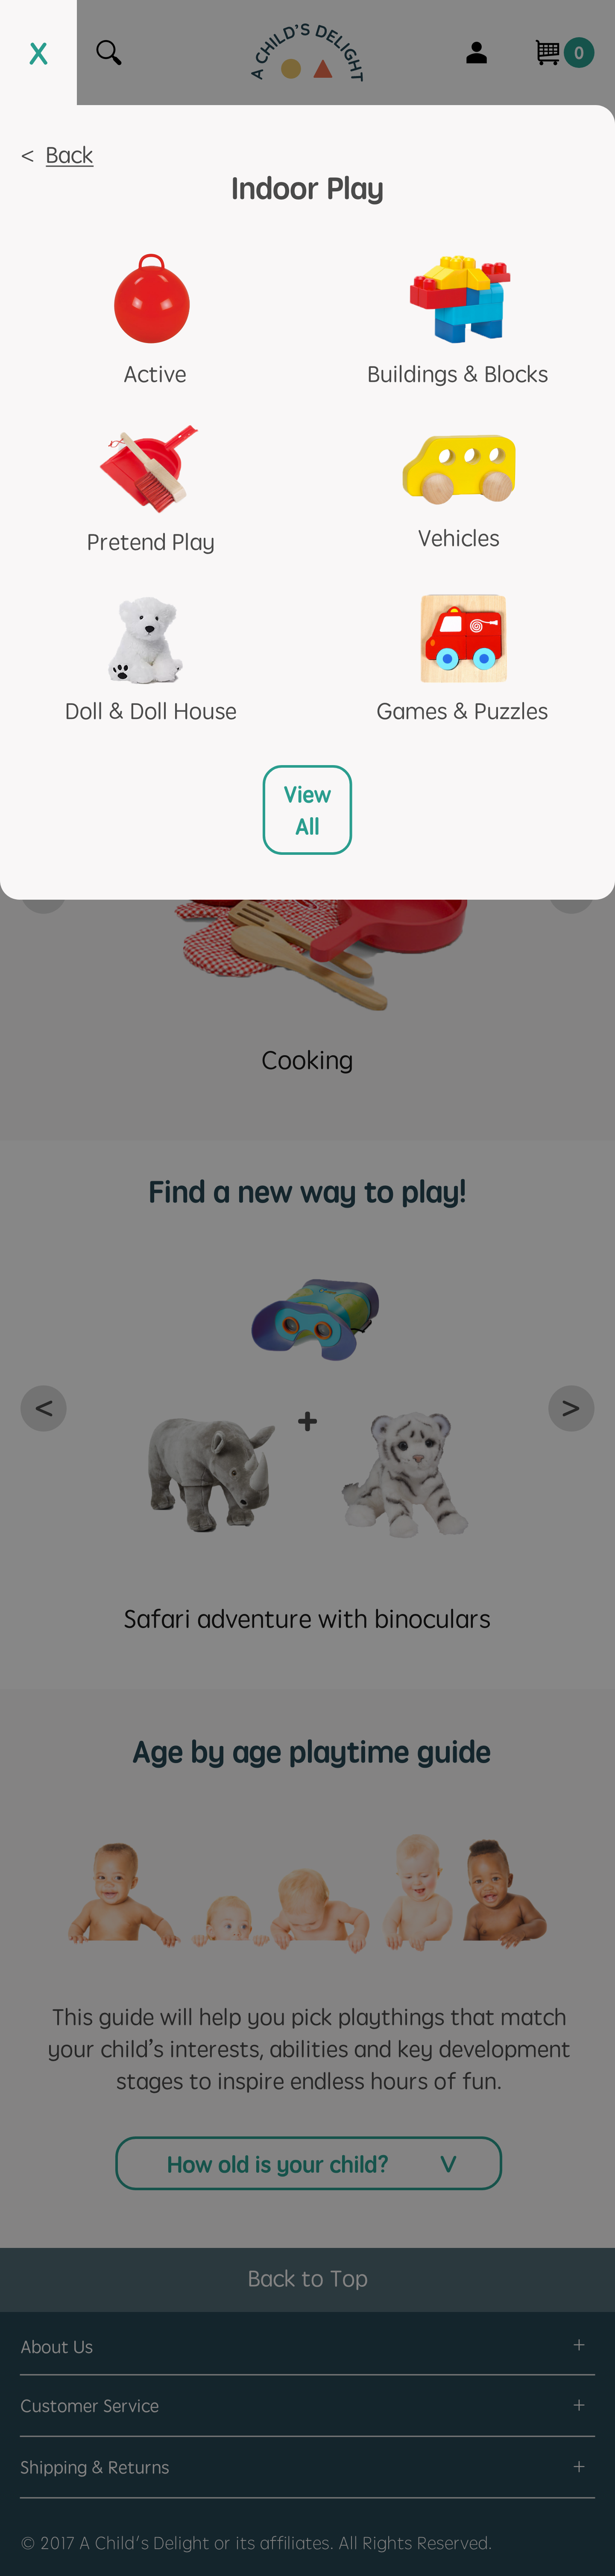 X
A CHILD'S DELIGHT
0
< Back
Indoor Play
Active
Buildings & Blocks
Pretend Play
Vehicles
Doll & Doll House
Games & Puzzles
View
All
Cooking
Find a new way to play!
<
+
>
Safari adventure with binoculars
Age by age playtime guide
This guide will help you pick playthings that match
your child's interests, abilities and key development
stages to inspire endless hours of fun.
How old is your child? V
Back to Top
About Us +
Customer Service +
Shipping & Returns +
© 2017 A Child's Delight or its affiliates. All Rights Reserved.